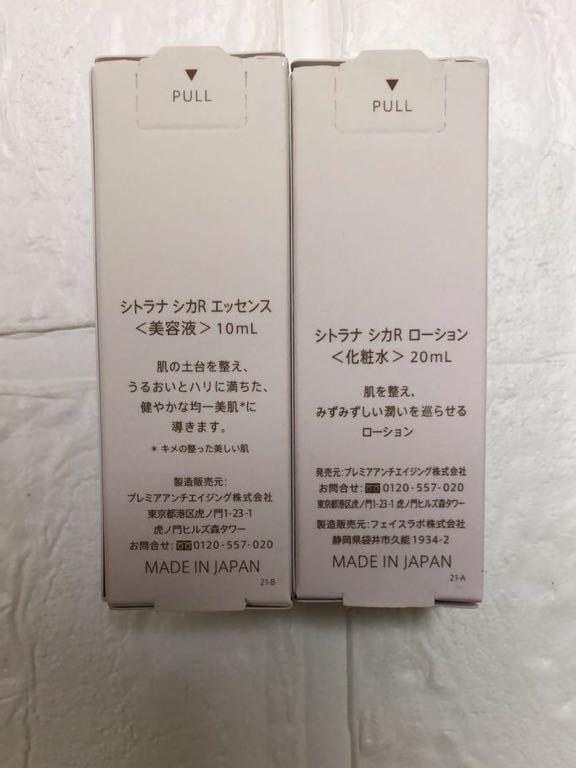 PULL
シトラナ シカR エッセンス
＜美容液＞10mL
肌の土台を整え、
うるおいとハリに満ちた、
健やかな均一美肌*に
導きます。
* キメの整った美しい肌
製造販売元:
プレミアアンチエイジング株式会社
東京都港区虎ノ門1-23-1
虎ノ門ヒルズ森タワー
お問合せ:0120-557-020
MADE IN JAPAN
21-B
PULL
シトラナ シカR ローション
＜化粧水＞20mL
肌を整え、
みずみずしい潤いを巡らせる
ローション
発売元:プレミアアンチエイジング株式会社
お問合せ:0120-557-020
東京都港区虎ノ門1-23-1 虎ノ門ヒルズ森タワー
製造販売元:フェイスラボ株式会社
静岡県袋井市久能1934-2
MADE IN JAPAN
21-A